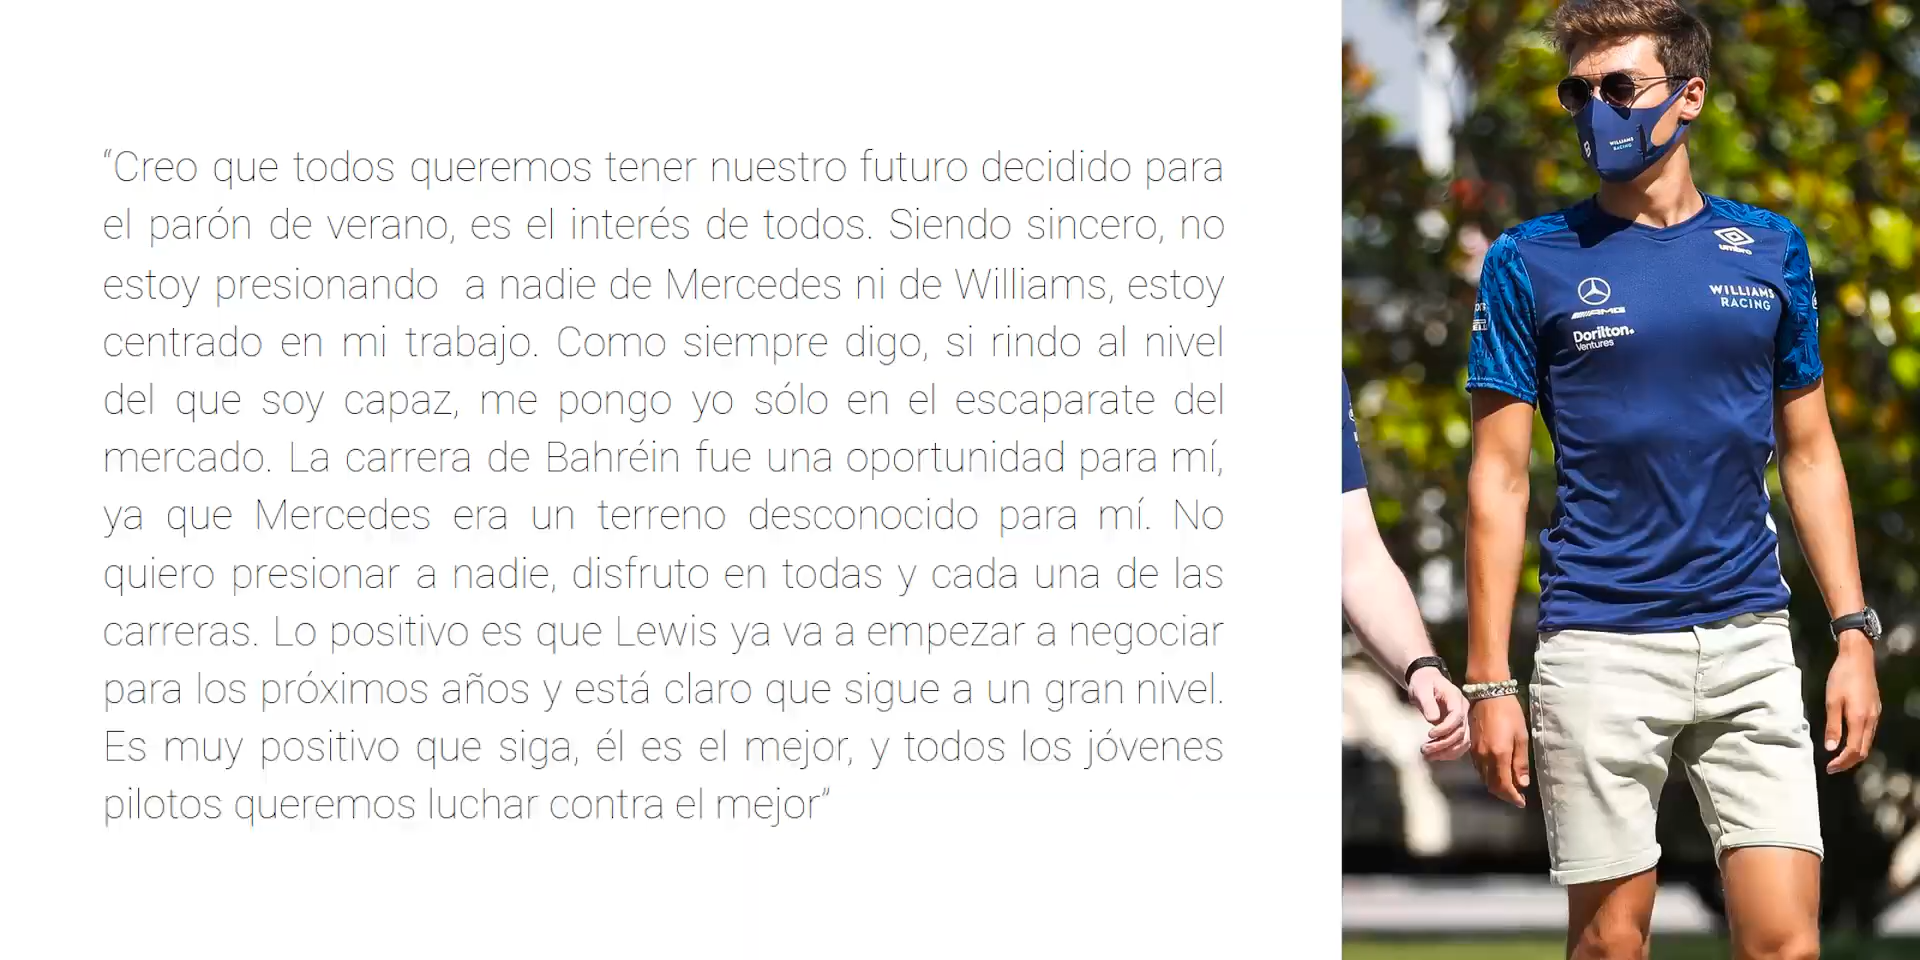 “Creo que todos queremos tener nuestro futuro decidido para
el parón de verano, es el interés de todos. Siendo sincero, no
estoy presionando a nadie de Mercedes ni de Williams, estoy
centrado en mi trabajo. Como siempre digo, si rindo al nivel
del que soy capaz, me pongo yo sólo en el escaparate del
mercado. La carrera de Bahréin fue una oportunidad para mí,
ya que Mercedes era un terreno desconocido para mí. No
quiero presionar a nadie, disfruto en todas y cada una de las
carreras. Lo positivo es que Lewis ya va a empezar a negociar
para los próximos años y está claro que sigue a un gran nivel.
Es muy positivo que siga, él es el mejor, y todos los jóvenes
pilotos queremos luchar contra el mejor”
WILLIAMS
RACING
umbro
WILLIAMS
RACING
AMG
Dorilton.
Ventures